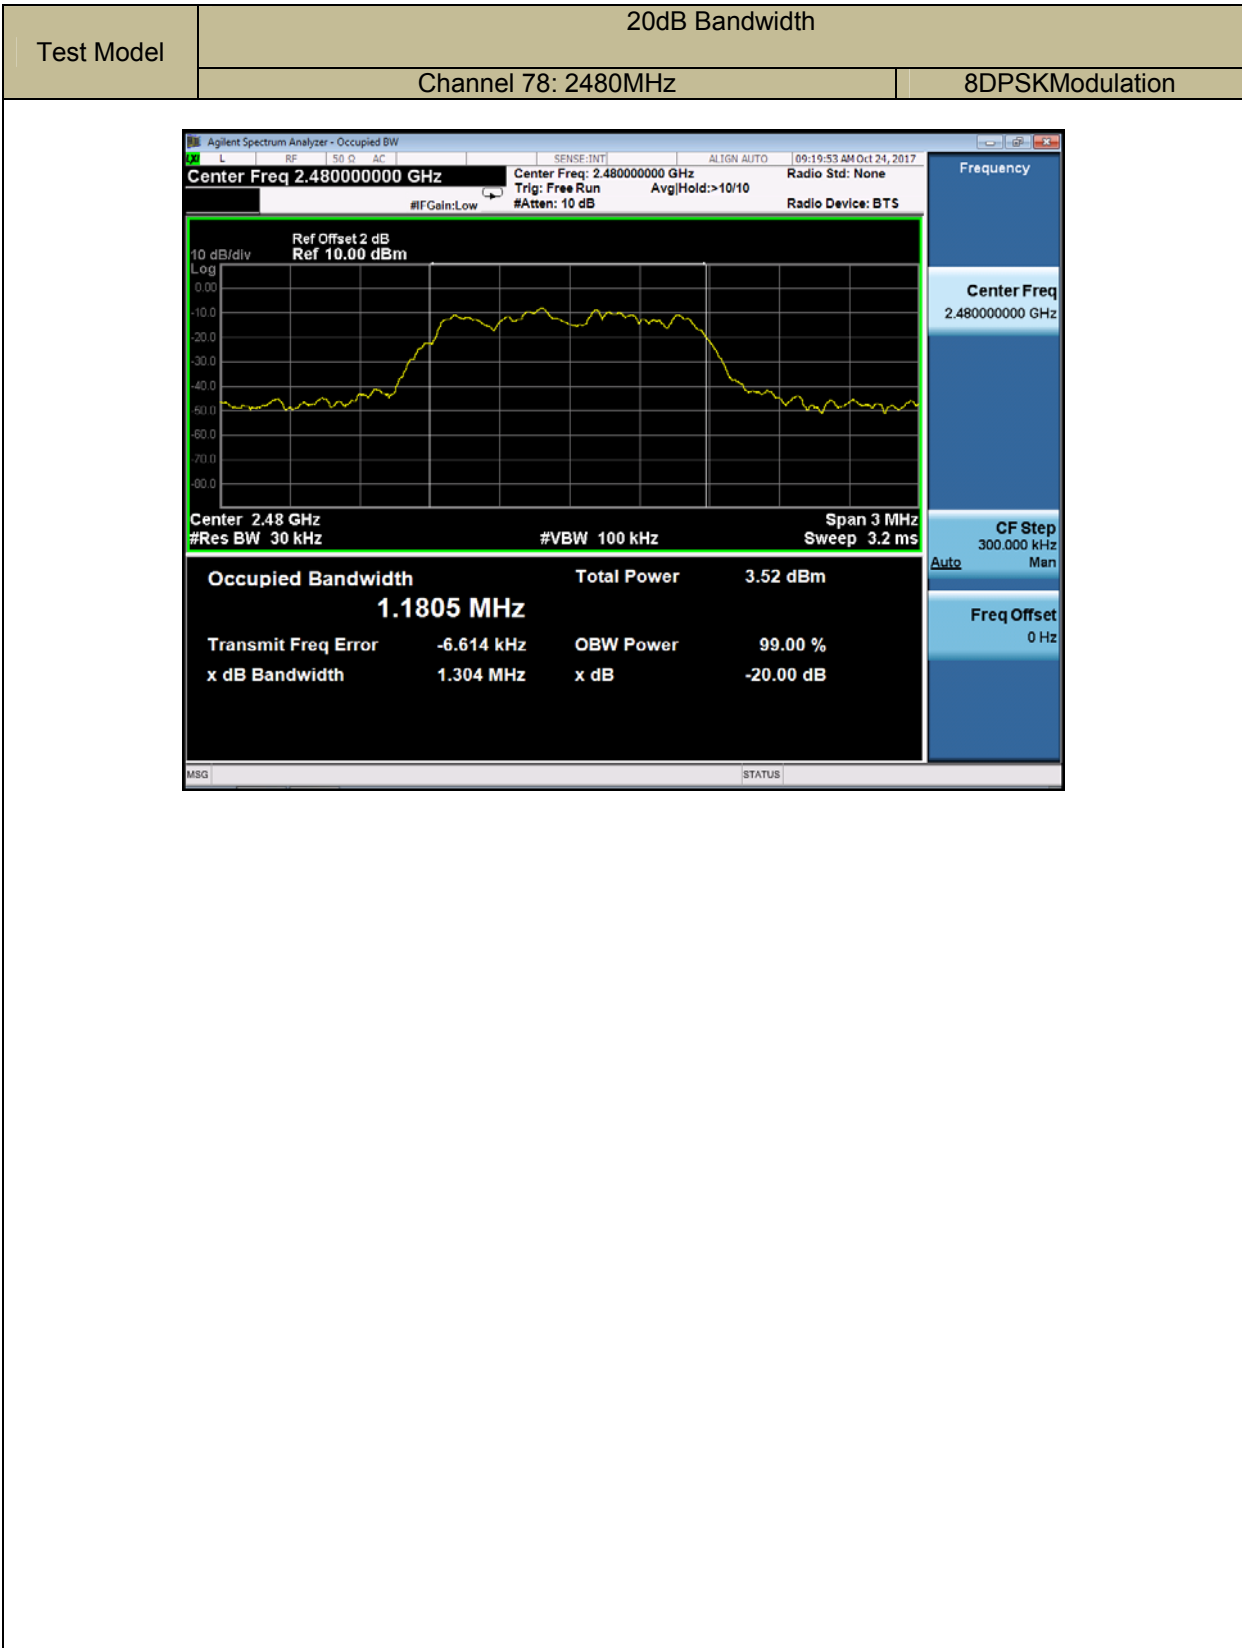 20dB Bandwidth
Test Model
Channel 78: 2480MHz 8DPSKModulation
Agilent Spectrum Analyzer - Occupied BW
LXI L RF 50 Ω AC SENSE:INT ALIGN AUTO 09:19:53 AM Oct 24, 2017
Center Freq 2.480000000 GHz Center Freq: 2.480000000 GHz Radio Std: None
Trig: Free Run Avg|Hold:>10/10
#IFGain:Low #Atten: 10 dB Radio Device: BTS
Frequency
Ref Offset 2 dB
10 dB/div Ref 10.00 dBm
Log
0.00
-10.0
-20.0
-30.0
-40.0
-50.0
-60.0
-70.0
-80.0
Center 2.48 GHz Span 3 MHz
#Res BW 30 kHz #VBW 100 kHz Sweep 3.2 ms
Occupied Bandwidth Total Power 3.52 dBm
1.1805 MHz
Transmit Freq Error -6.614 kHz OBW Power 99.00 %
x dB Bandwidth 1.304 MHz x dB -20.00 dB
Center Freq
2.480000000 GHz
CF Step
300.000 kHz
Auto Man
Freq Offset
0 Hz
MSG STATUS